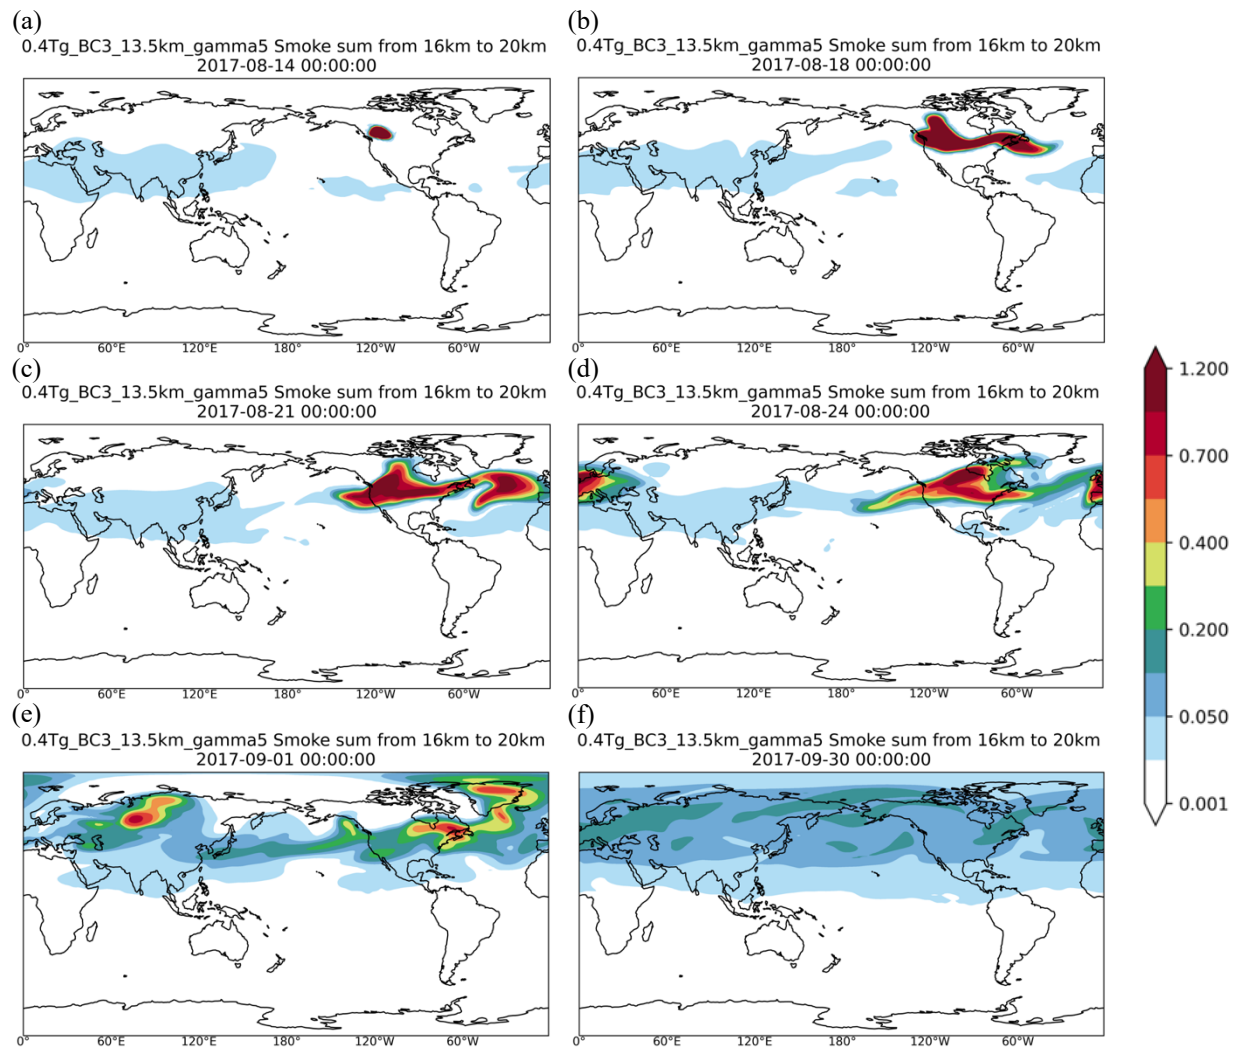 (a)
0.4Tg_BC3_13.5km_gamma5 Smoke sum from 16km to 20km
2017-08-14 00:00:00
0° 60°E 120°E 180° 120°W 60°W
(b)
0.4Tg_BC3_13.5km_gamma5 Smoke sum from 16km to 20km
2017-08-18 00:00:00
0° 60°E 120°E 180° 120°W 60°W
(c)
0.4Tg_BC3_13.5km_gamma5 Smoke sum from 16km to 20km
2017-08-21 00:00:00
0° 60°E 120°E 180° 120°W 60°W
(d)
0.4Tg_BC3_13.5km_gamma5 Smoke sum from 16km to 20km
2017-08-24 00:00:00
0° 60°E 120°E 180° 120°W 60°W
(e)
0.4Tg_BC3_13.5km_gamma5 Smoke sum from 16km to 20km
2017-09-01 00:00:00
0° 60°E 120°E 180° 120°W 60°W
(f)
0.4Tg_BC3_13.5km_gamma5 Smoke sum from 16km to 20km
2017-09-30 00:00:00
0° 60°E 120°E 180° 120°W 60°W
1.200
0.700
0.400
0.200
0.050
0.001